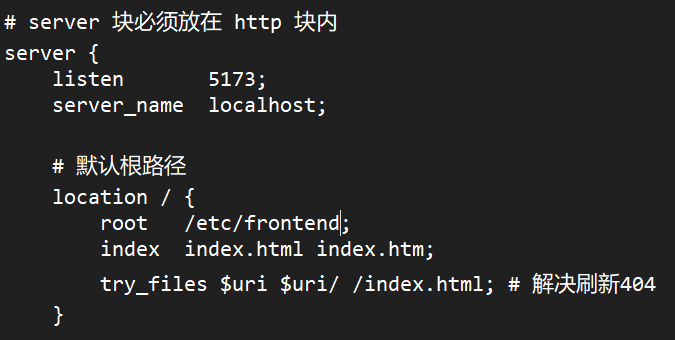 # server 块必须放在 http 块内
server {
    listen       5173;
    server_name  localhost;

    # 默认根路径
    location / {
        root   /etc/frontend;
        index  index.html index.htm;
        try_files $uri $uri/ /index.html; # 解决刷新404
    }